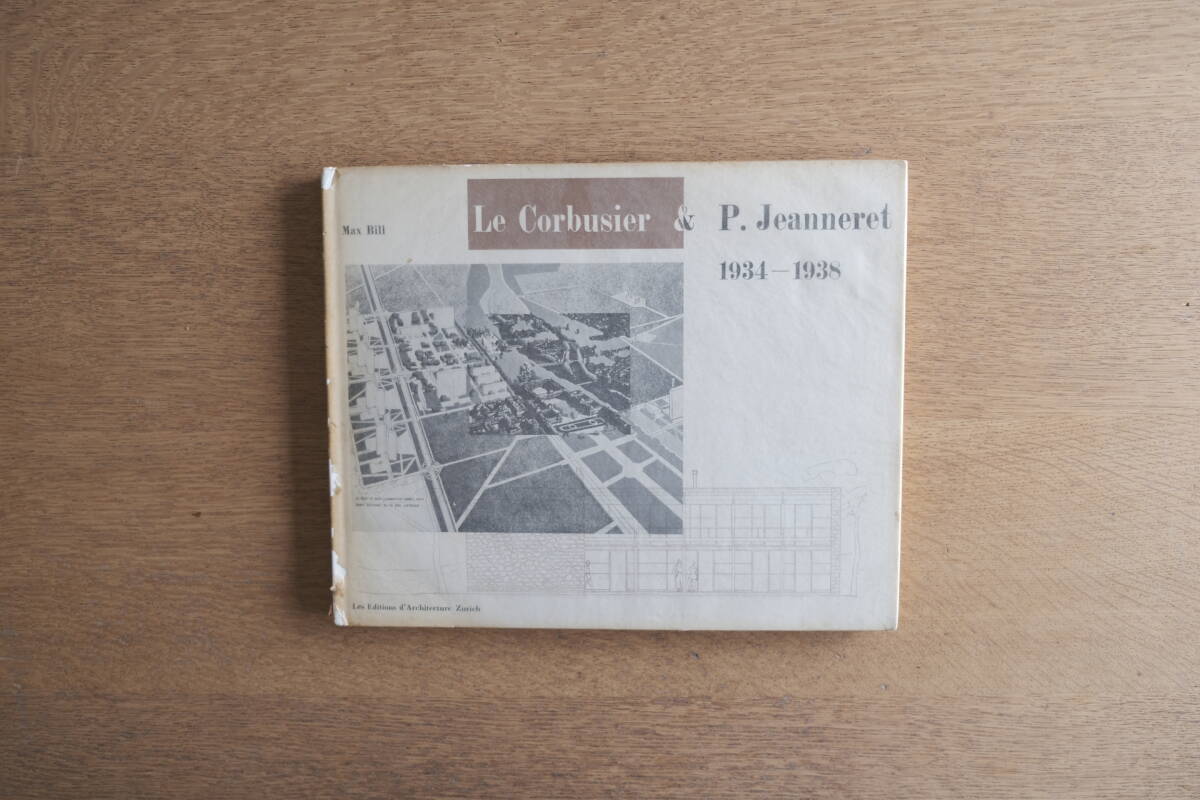 Max Bill
Le Corbusier & P. Jeanneret
1934—1938
Les Editions d'Architecture Zurich